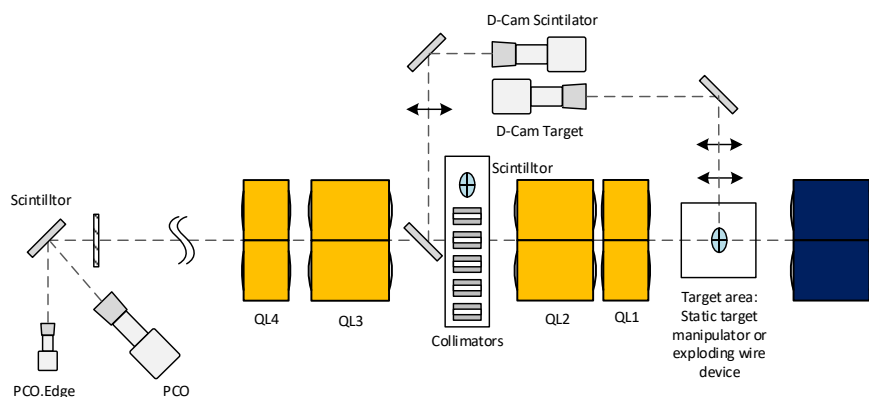 D-Cam Scintilator
D-Cam Target
Scintilltor
Scintilltor
QL4
QL3
Collimators
QL2
QL1
Target area:
Static target
manipulator or
exploding wire
device
PCO.Edge
PCO